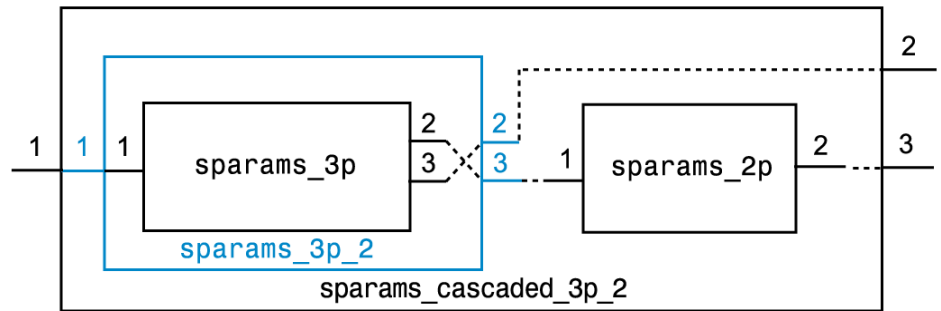 2
2 2
1 1 1 sparams_3p 3 3 1 sparams_2p 2 3
sparams_3p_2
sparams_cascaded_3p_2